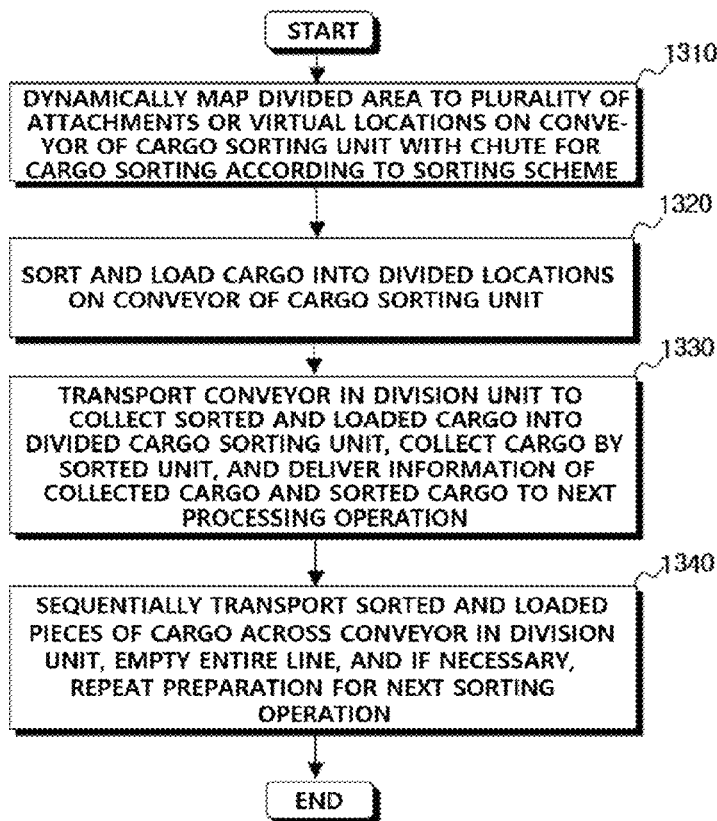 START
1310
DYNAMICALLY MAP DIVIDED AREA TO PLURALITY OF
ATTACHMENTS OR VIRTUAL LOCATIONS ON CONVE-
YOR OF CARGO SORTING UNIT WITH CHUTE FOR
CARGO SORTING ACCORDING TO SORTING SCHEME
1320
SORT AND LOAD CARGO INTO DIVIDED LOCATIONS
ON CONVEYOR OF CARGO SORTING UNIT
1330
TRANSPORT CONVEYOR IN DIVISION UNIT TO
COLLECT SORTED AND LOADED CARGO INTO
DIVIDED CARGO SORTING UNIT, COLLECT CARGO BY
SORTED UNIT, AND DELIVER INFORMATION OF
COLLECTED CARGO AND SORTED CARGO TO NEXT
PROCESSING OPERATION
1340
SEQUENTIALLY TRANSPORT SORTED AND LOADED
PIECES OF CARGO ACROSS CONVEYOR IN DIVISION
UNIT, EMPTY ENTIRE LINE, AND IF NECESSARY,
REPEAT PREPARATION FOR NEXT SORTING
OPERATION
END